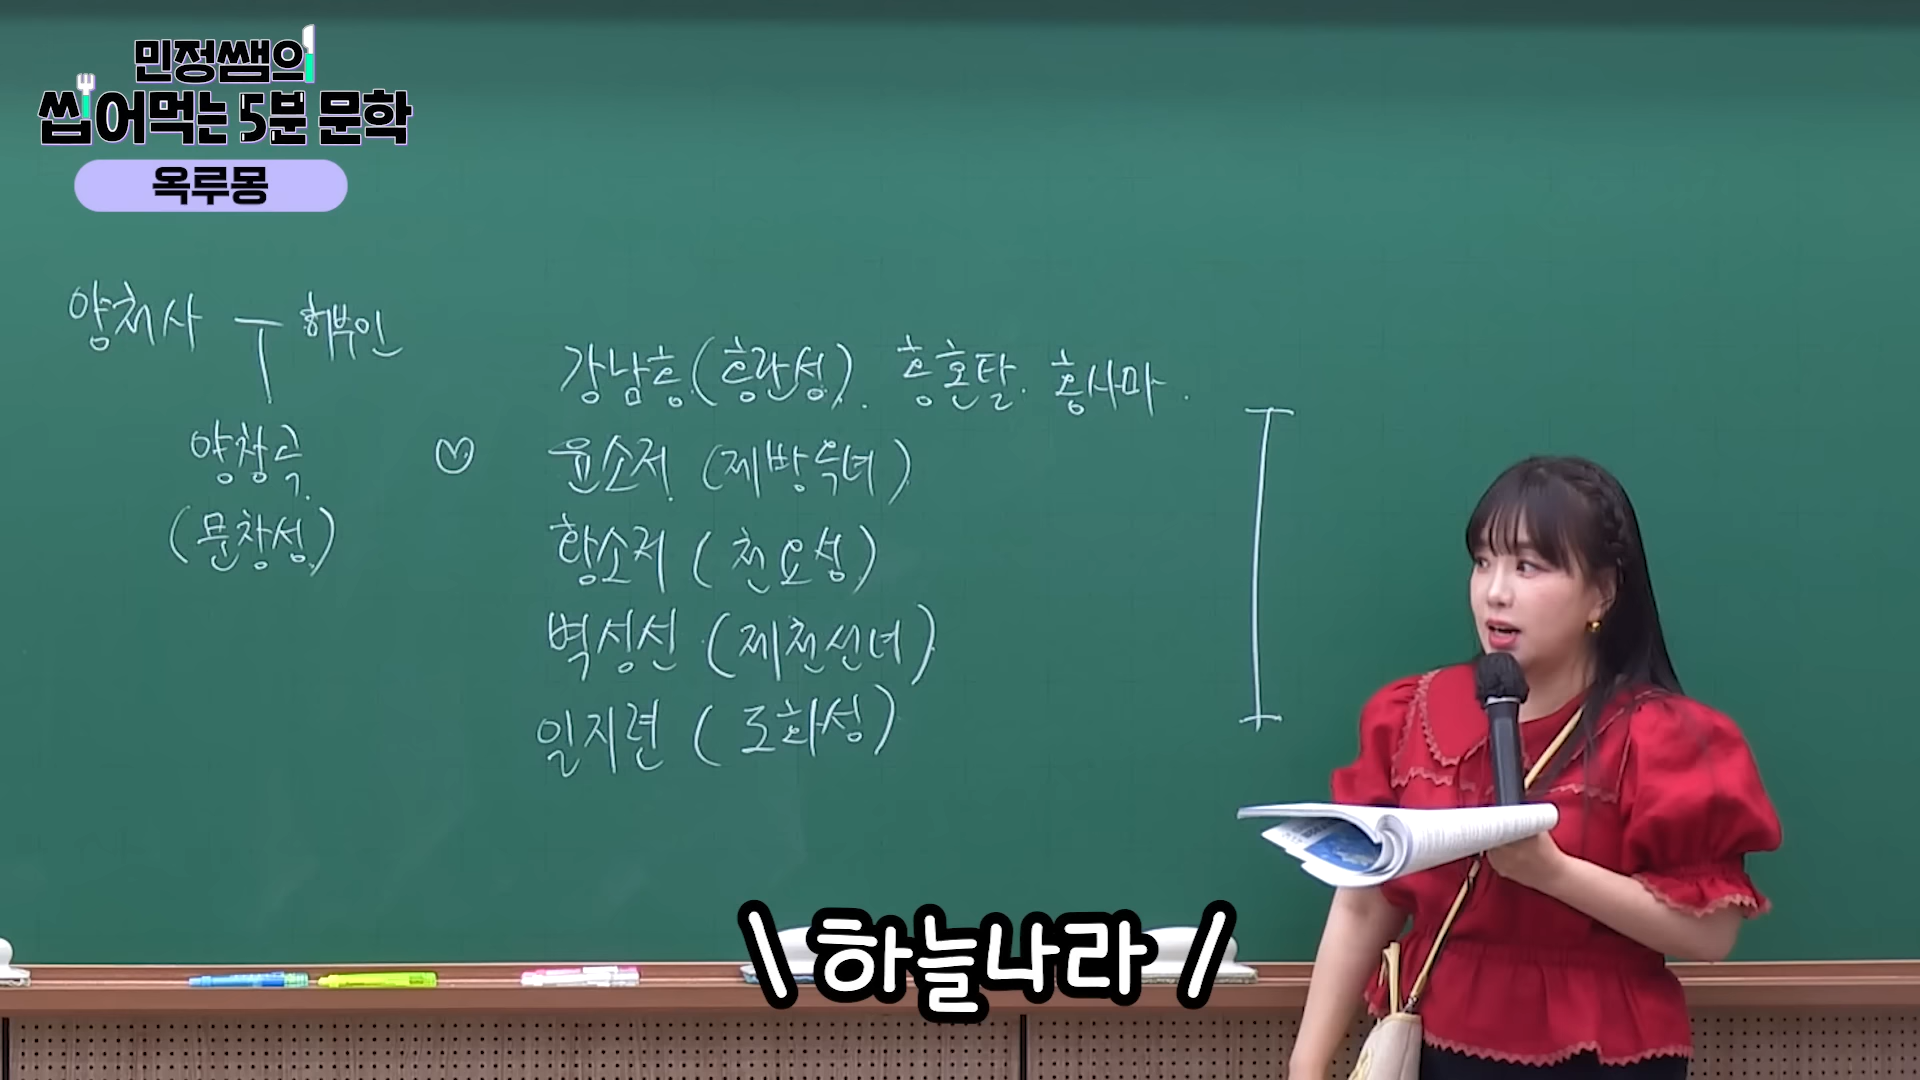 민정쌤의
씹어먹는 5분 문학
옥루몽
양처사 허부인
양창곡
(문창성)
강남홍(홍란성). 홍혼탈. 홍사마.
윤소저 (제방옥녀)
황소저 (천요성)
벽성선 (제천선녀)
일지련 (도화성)
\ 하늘나라 /